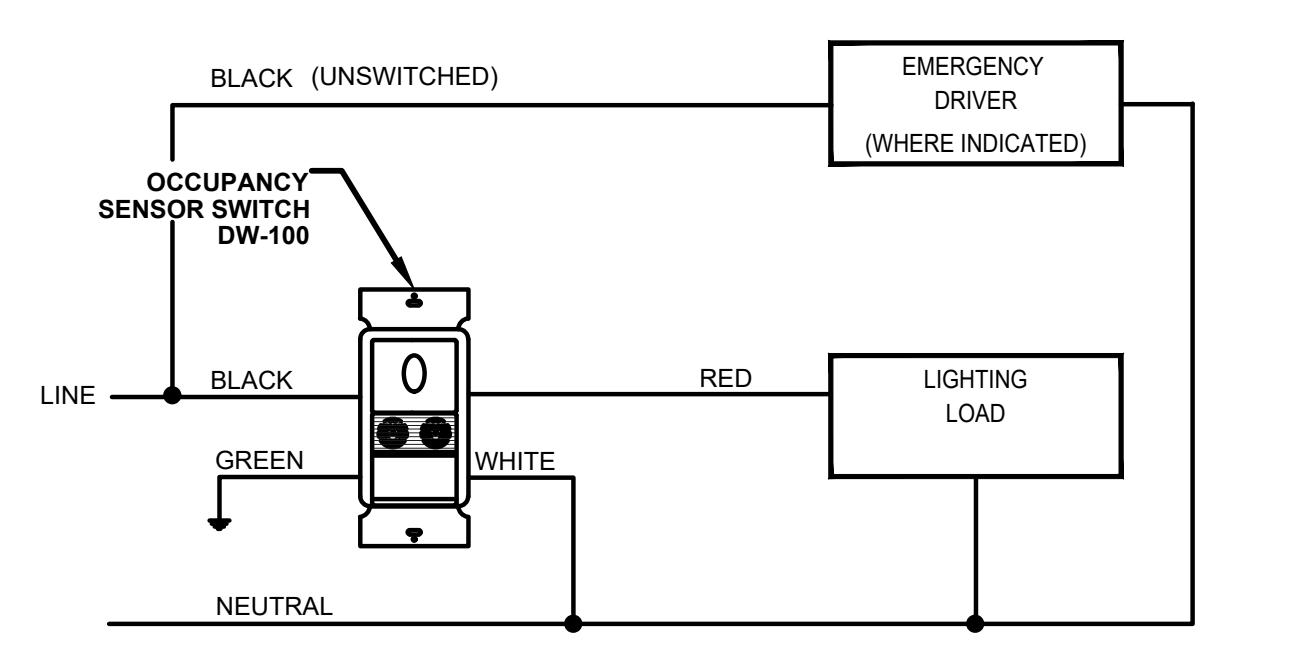 BLACK (UNSWITCHED)
EMERGENCY
DRIVER
(WHERE INDICATED)
OCCUPANCY
SENSOR SWITCH
DW-100
LINE
BLACK
RED
LIGHTING
LOAD
GREEN
WHITE
NEUTRAL